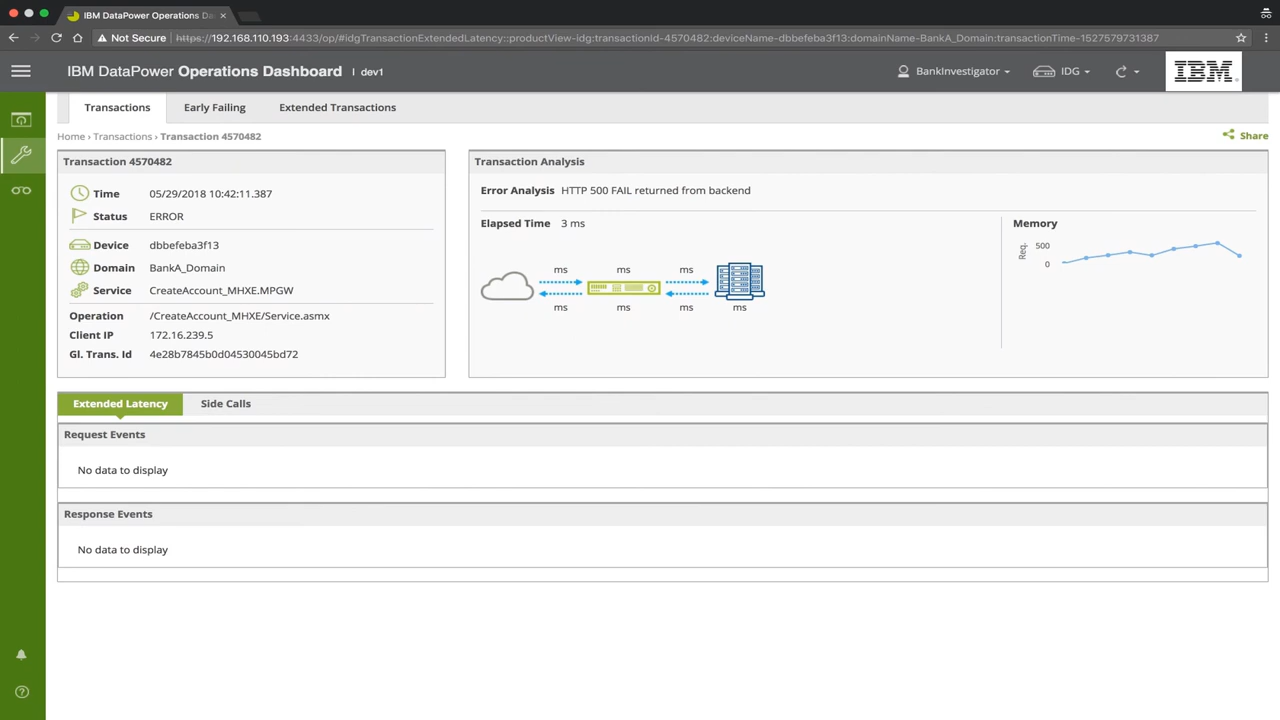 IBM DataPower Operations Da
Not Secure https://192.168.110.193:4433/op/#idgTransactionExtendedLatency::productView-idg:transactionId-4570482:deviceName-dbbefeba3f13:domainName-BankA_Domain:transactionTime-1527579731387
IBM DataPower Operations Dashboard | dev1
BankInvestigator IDG IBM
Transactions Early Failing Extended Transactions
Home › Transactions › Transaction 4570482
Share
Transaction 4570482
Time 05/29/2018 10:42:11.387
Status ERROR
Device dbbefeba3f13
Domain BankA_Domain
Service CreateAccount_MHXE.MPGW
Operation /CreateAccount_MHXE/Service.asmx
Client IP 172.16.239.5
Gl. Trans. Id 4e28b7845b0d04530045bd72
Transaction Analysis
Error Analysis HTTP 500 FAIL returned from backend
Elapsed Time 3 ms
ms ms ms
ms ms ms ms
Memory
Req.
500
0
Extended Latency Side Calls
Request Events
No data to display
Response Events
No data to display